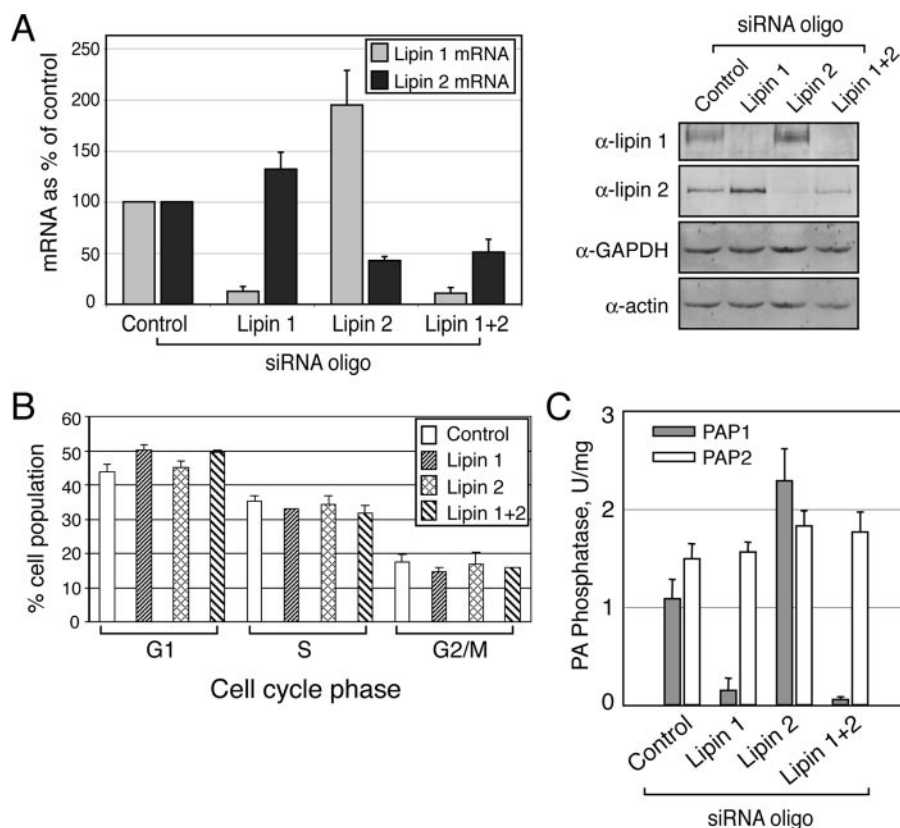 A
mRNA as % of control
250
200
150
100
50
0
Lipin 1 mRNA
Lipin 2 mRNA
Control
Lipin 1
Lipin 2
Lipin 1+2
siRNA oligo
siRNA oligo
Control
Lipin 1
Lipin 2
Lipin 1+2
α-lipin 1
α-lipin 2
α-GAPDH
α-actin
B
% cell population
60
50
40
30
20
10
0
Control
Lipin 1
Lipin 2
Lipin 1+2
G1
S
G2/M
Cell cycle phase
C
PA Phosphatase, U/mg
3
2
1
0
PAP1
PAP2
Control
Lipin 1
Lipin 2
Lipin 1+2
siRNA oligo